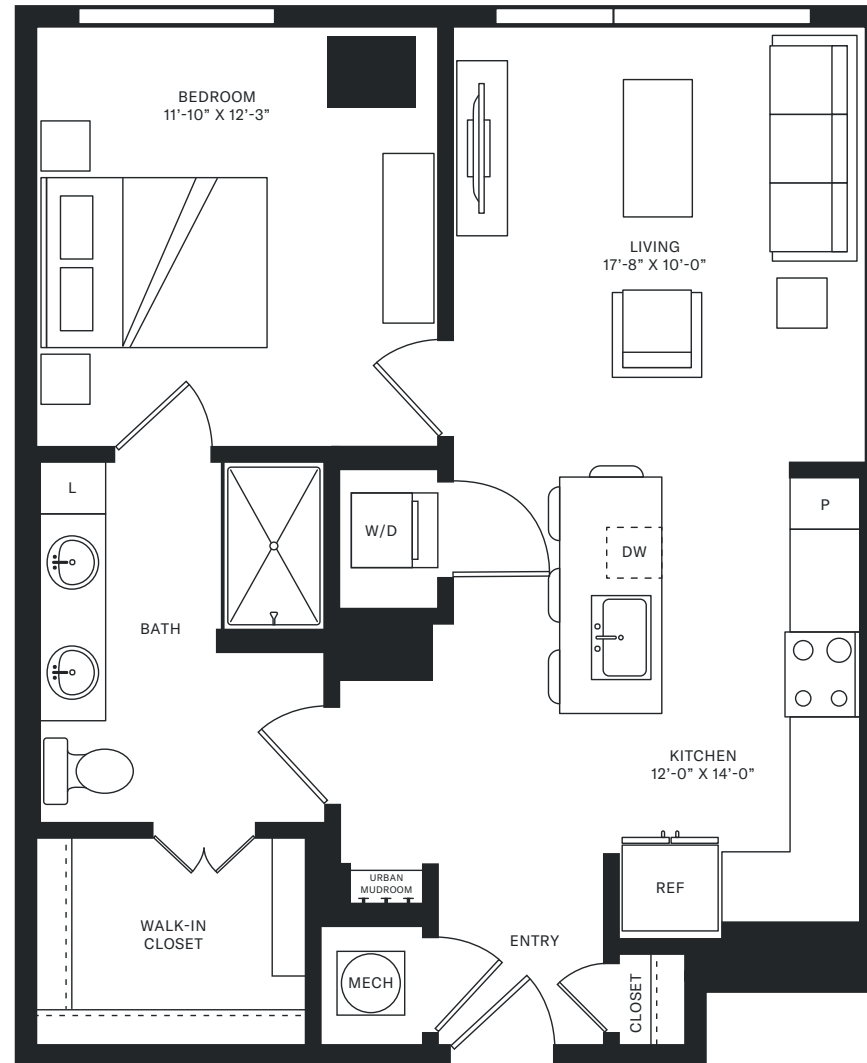 BEDROOM
11’-10” X 12’-3”
LIVING
17’-8” X 10’-0”
L
W/D
P
DW
BATH
KITCHEN
12’-0” X 14’-0”
URBAN
MUDROOM
REF
WALK-IN
CLOSET
ENTRY
MECH
CLOSET